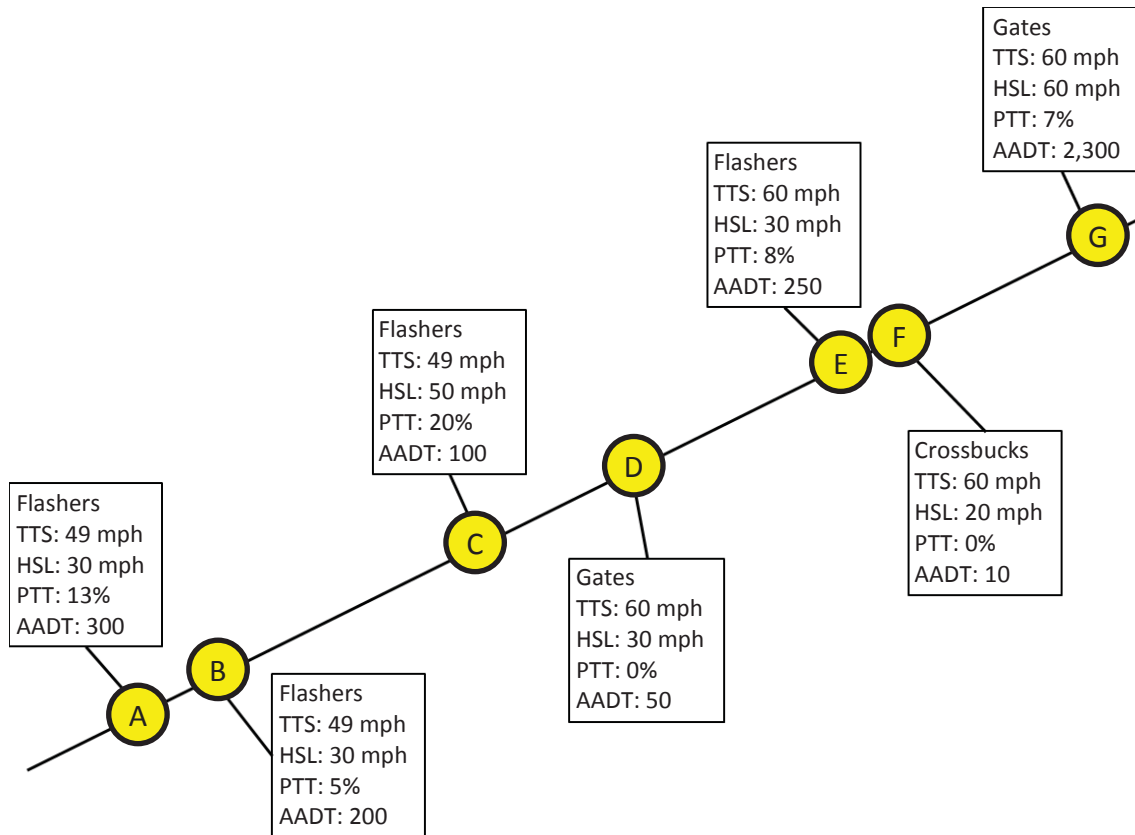 Gates
TTS: 60 mph
HSL: 60 mph
PTT: 7%
AADT: 2,300
G
Flashers
TTS: 60 mph
HSL: 30 mph
PTT: 8%
AADT: 250
E
F
Flashers
TTS: 49 mph
HSL: 50 mph
PTT: 20%
AADT: 100
C
D
Crossbucks
TTS: 60 mph
HSL: 20 mph
PTT: 0%
AADT: 10
Flashers
TTS: 49 mph
HSL: 30 mph
PTT: 13%
AADT: 300
A
B
Gates
TTS: 60 mph
HSL: 30 mph
PTT: 0%
AADT: 50
Flashers
TTS: 49 mph
HSL: 30 mph
PTT: 5%
AADT: 200